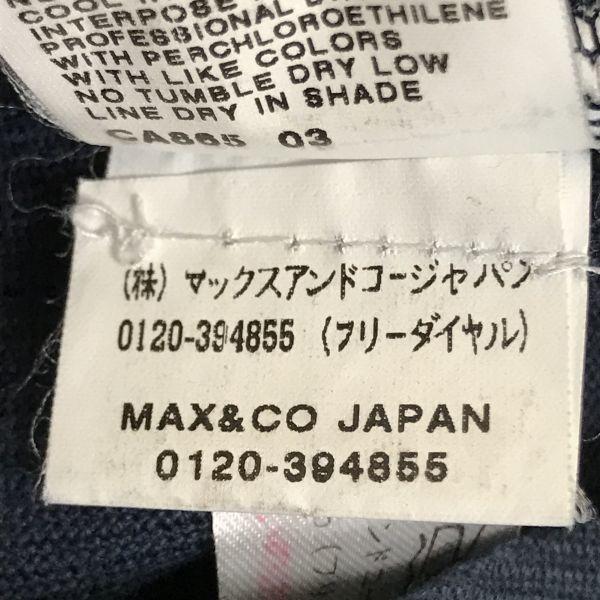 COOL
INTERPOSE
PROFESSIONAL
WITH PERCHLOROETHILENE
WITH LIKE COLORS
NO TUMBLE DRY LOW
LINE DRY IN SHADE
CA865 03
(株) マックスアンドコージャパン
0120-394855 (フリーダイヤル)
MAX&CO JAPAN
0120-394855